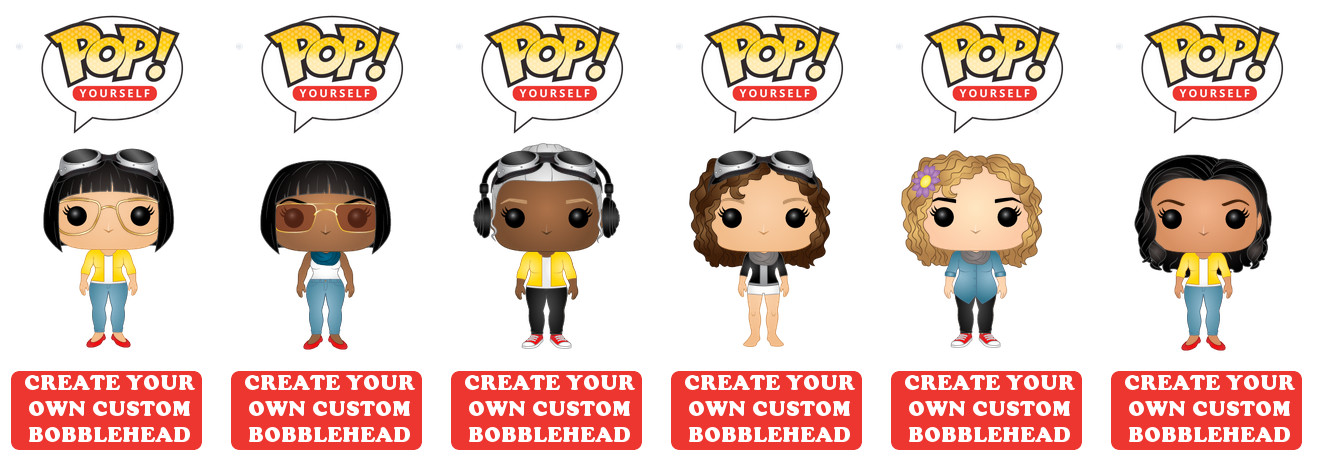 POP! POP! POP! POP! POP! POP!
YOURSELF YOURSELF YOURSELF YOURSELF YOURSELF YOURSELF
CREATE YOUR CREATE YOUR CREATE YOUR CREATE YOUR CREATE YOUR CREATE YOUR
OWN CUSTOM OWN CUSTOM OWN CUSTOM OWN CUSTOM OWN CUSTOM OWN CUSTOM
BOBBLEHEAD BOBBLEHEAD BOBBLEHEAD BOBBLEHEAD BOBBLEHEAD BOBBLEHEAD